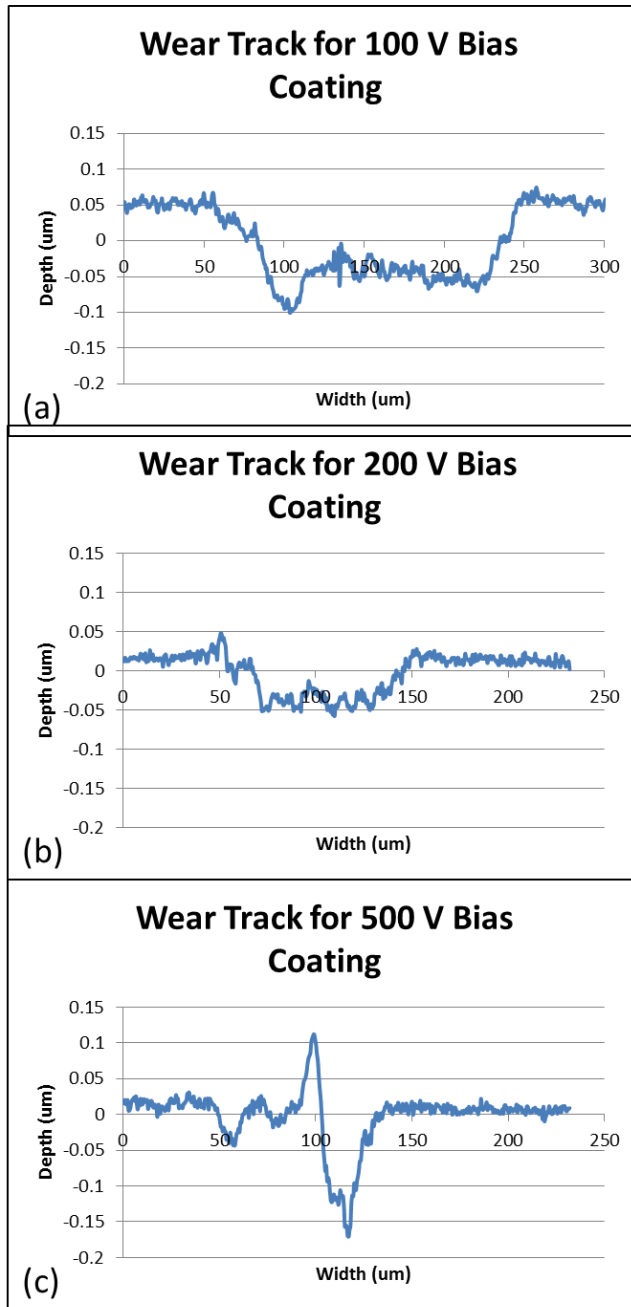 Wear Track for 100 V Bias
Coating
0.15
0.1
0.05
0
-0.05
-0.1
-0.15
-0.2
0 50 100 150 200 250 300
Depth (um)
Width (um)
(a)
Wear Track for 200 V Bias
Coating
0.15
0.1
0.05
0
-0.05
-0.1
-0.15
-0.2
0 50 100 150 200 250
Depth (um)
Width (um)
(b)
Wear Track for 500 V Bias
Coating
0.15
0.1
0.05
0
-0.05
-0.1
-0.15
-0.2
0 50 100 150 200 250
Depth (um)
Width (um)
(c)